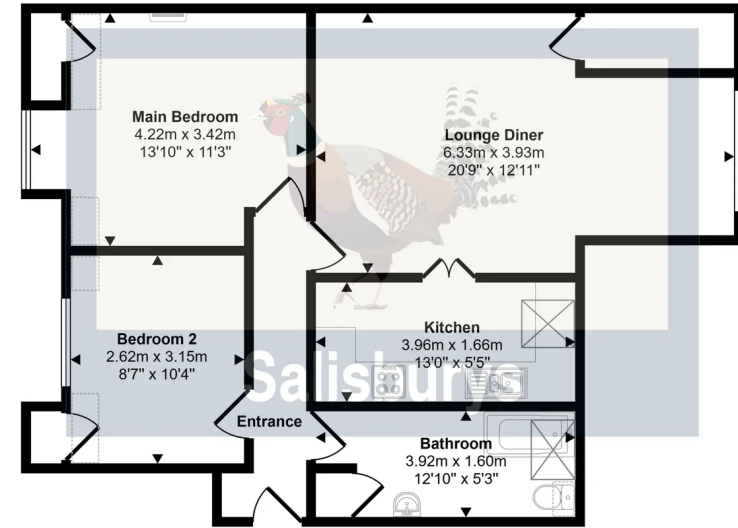 Main Bedroom
4.22m x 3.42m
13'10" x 11'3"
Lounge Diner
6.33m x 3.93m
20'9" x 12'11"
Bedroom 2
2.62m x 3.15m
8'7" x 10'4"
Kitchen
3.96m x 1.66m
13'0" x 5'5"
Salisburys
Entrance
Bathroom
3.92m x 1.60m
12'10" x 5'3"